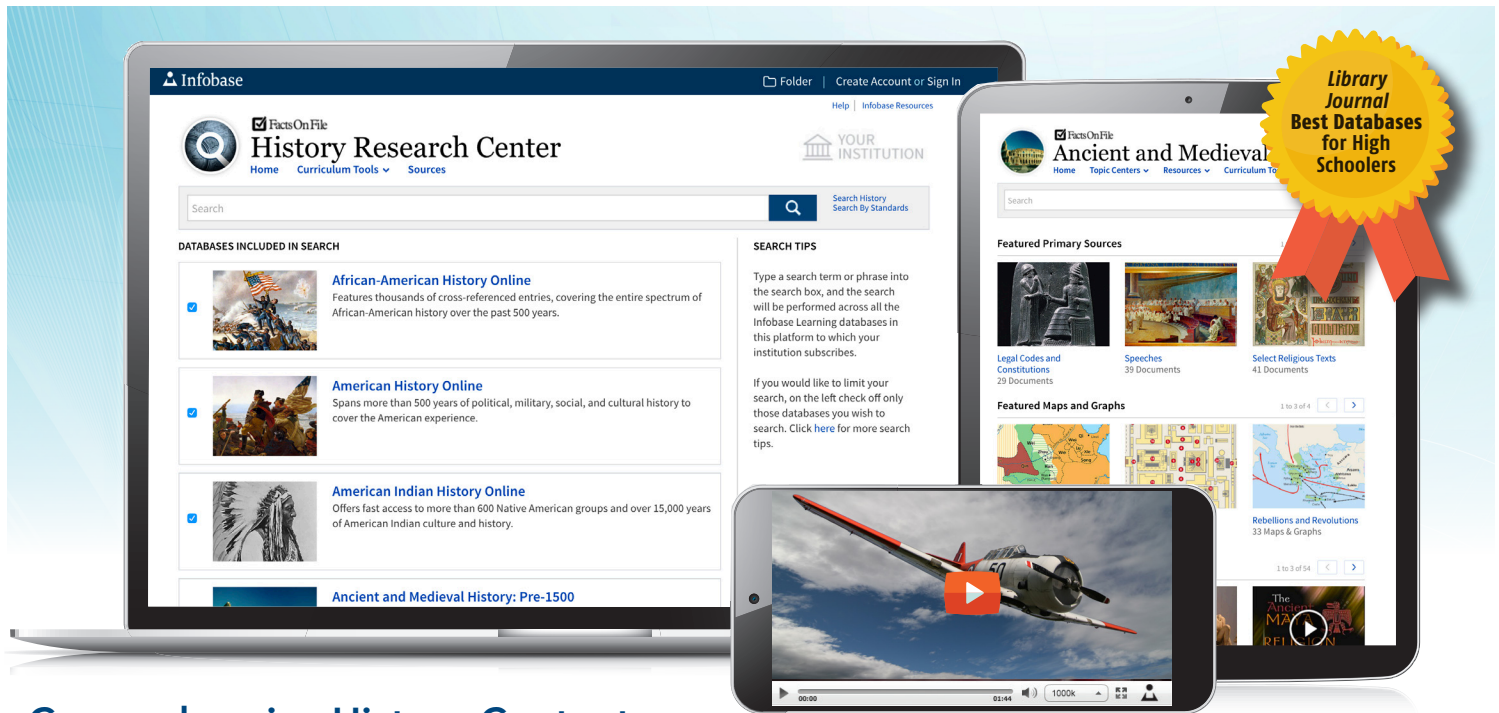 Infobase
Folder | Create Account or Sign In
Help | Infobase Resources
FactsOnFile
History Research Center
Home Curriculum Tools Sources
YOUR
INSTITUTION
Search
Search History
Search By Standards
DATABASES INCLUDED IN SEARCH
African-American History Online
Features thousands of cross-referenced entries, covering the entire spectrum of
African-American history over the past 500 years.
American History Online
Spans more than 500 years of political, military, social, and cultural history to
cover the American experience.
American Indian History Online
Offers fast access to more than 600 Native American groups and over 15,000 years
of American Indian culture and history.
Ancient and Medieval History: Pre-1500
SEARCH TIPS
Type a search term or phrase into
the search box, and the search
will be performed across all the
Infobase Learning databases in
this platform to which your
institution subscribes.
If you would like to limit your
search, on the left check off only
those databases you wish to
search. Click here for more search
tips.
FactsOnFile
Ancient and Medieval
Home Topic Centers Resources Curriculum To
Search
Featured Primary Sources
Legal Codes and
Constitutions
29 Documents
Speeches
39 Documents
Select Religious Texts
41 Documents
Featured Maps and Graphs
1 to 3 of 4
Rebellions and Revolutions
33 Maps & Graphs
1 to 3 of 54
The
Ancient
MAYA
RELIGION
Library
Journal
Best Databases
for High
Schoolers
50
00:00
01:44
1000k